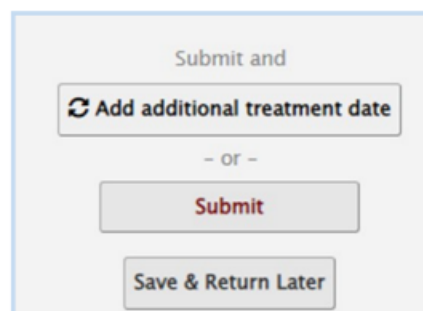 Submit and
Add additional treatment date
– or –
Submit
Save & Return Later